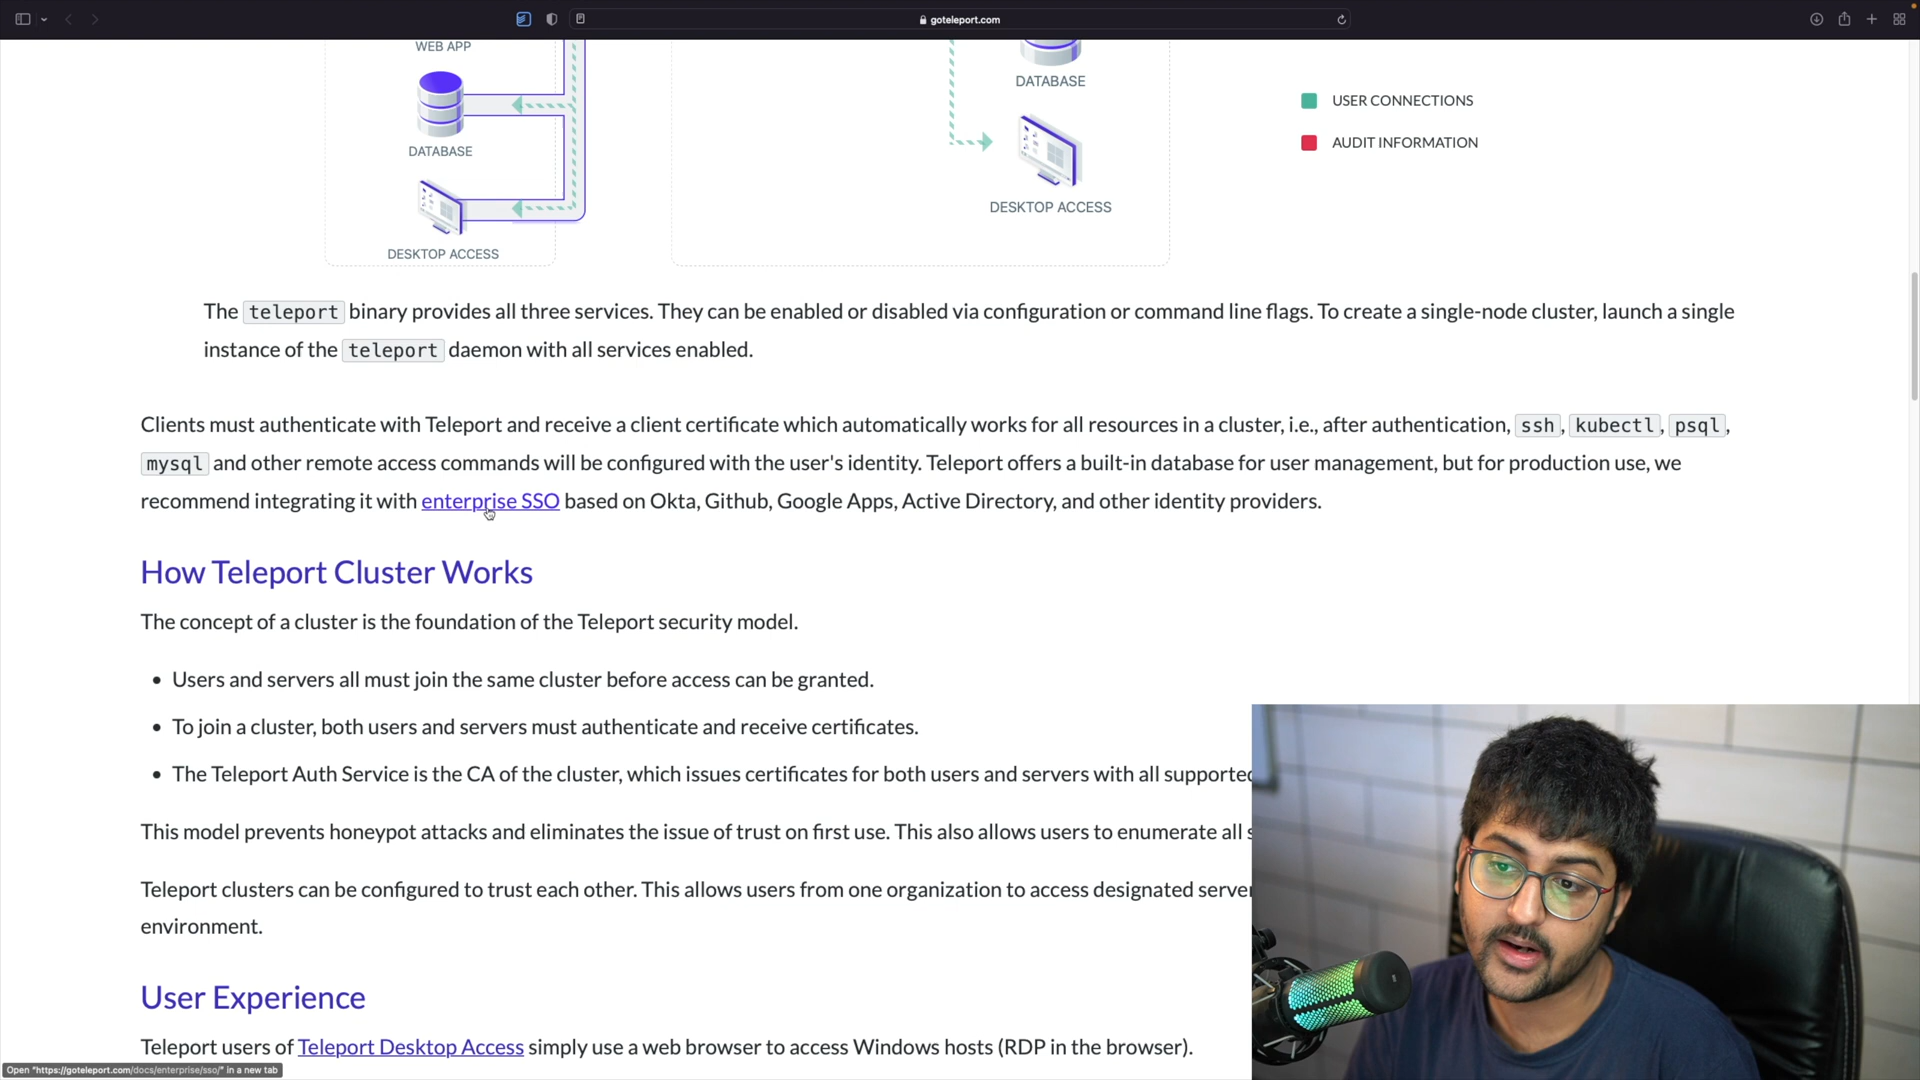 goteleport.com
WEB APP
DATABASE
DESKTOP ACCESS
DATABASE
DESKTOP ACCESS
USER CONNECTIONS
AUDIT INFORMATION
The teleport binary provides all three services. They can be enabled or disabled via configuration or command line flags. To create a single-node cluster, launch a single
instance of the teleport daemon with all services enabled.
Clients must authenticate with Teleport and receive a client certificate which automatically works for all resources in a cluster, i.e., after authentication, ssh, kubectl, psql,
mysql and other remote access commands will be configured with the user's identity. Teleport offers a built-in database for user management, but for production use, we
recommend integrating it with enterprise SSO based on Okta, Github, Google Apps, Active Directory, and other identity providers.
How Teleport Cluster Works
The concept of a cluster is the foundation of the Teleport security model.
• Users and servers all must join the same cluster before access can be granted.
• To join a cluster, both users and servers must authenticate and receive certificates.
• The Teleport Auth Service is the CA of the cluster, which issues certificates for both users and servers with all supported
This model prevents honeypot attacks and eliminates the issue of trust on first use. This also allows users to enumerate all
Teleport clusters can be configured to trust each other. This allows users from one organization to access designated server
environment.
User Experience
Teleport users of Teleport Desktop Access simply use a web browser to access Windows hosts (RDP in the browser).
Open "https://goteleport.com/docs/enterprise/sso/" in a new tab